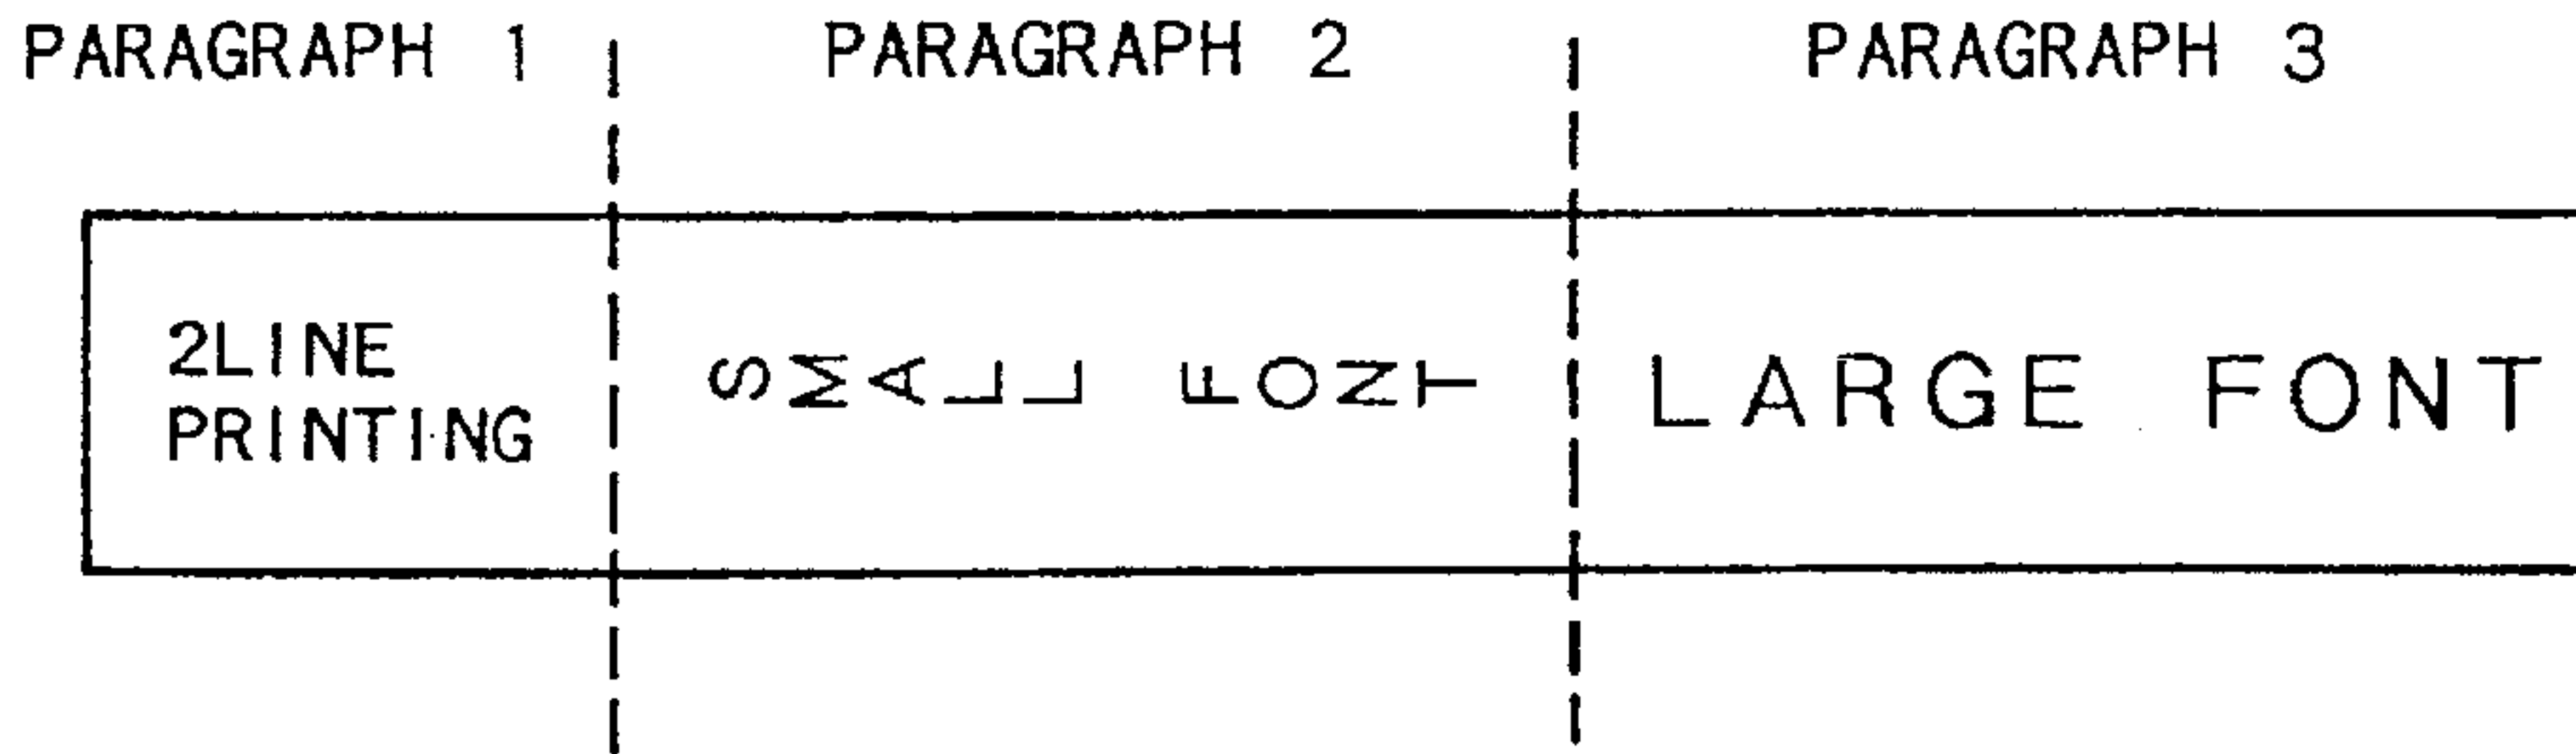 PARAGRAPH 1 PARAGRAPH 2 PARAGRAPH 3
2LINE
PRINTING
SMALL FONT
LARGE FONT